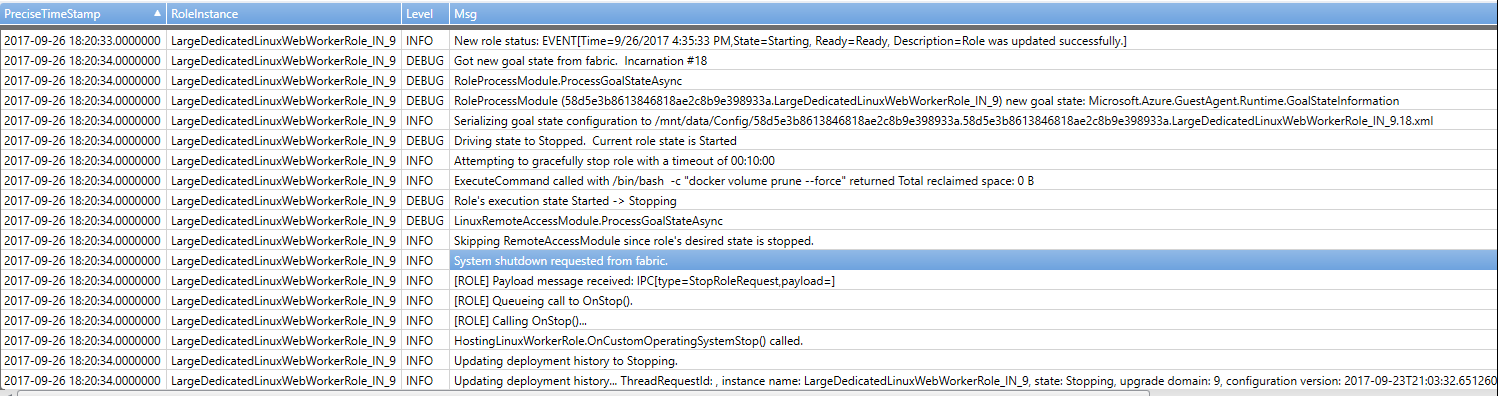 PreciseTimeStamp RoleInstance Level Msg
2017-09-26 18:20:33.0000000 LargeDedicatedLinuxWebWorkerRole_IN_9 INFO New role status: EVENT[Time=9/26/2017 4:35:33 PM,State=Starting, Ready=Ready, Description=Role was updated successfully.]
2017-09-26 18:20:34.0000000 LargeDedicatedLinuxWebWorkerRole_IN_9 DEBUG Got new goal state from fabric. Incarnation #18
2017-09-26 18:20:34.0000000 LargeDedicatedLinuxWebWorkerRole_IN_9 DEBUG RoleProcessModule.ProcessGoalStateAsync
2017-09-26 18:20:34.0000000 LargeDedicatedLinuxWebWorkerRole_IN_9 DEBUG RoleProcessModule (58d5e3b8613846818ae2c8b9e398933a.LargeDedicatedLinuxWebWorkerRole_IN_9) new goal state: Microsoft.Azure.GuestAgent.Runtime.GoalStateInformation
2017-09-26 18:20:34.0000000 LargeDedicatedLinuxWebWorkerRole_IN_9 INFO Serializing goal state configuration to /mnt/data/Config/58d5e3b8613846818ae2c8b9e398933a.58d5e3b8613846818ae2c8b9e398933a.LargeDedicatedLinuxWebWorkerRole_IN_9.18.xml
2017-09-26 18:20:34.0000000 LargeDedicatedLinuxWebWorkerRole_IN_9 DEBUG Driving state to Stopped. Current role state is Started
2017-09-26 18:20:34.0000000 LargeDedicatedLinuxWebWorkerRole_IN_9 INFO Attempting to gracefully stop role with a timeout of 00:10:00
2017-09-26 18:20:34.0000000 LargeDedicatedLinuxWebWorkerRole_IN_9 INFO ExecuteCommand called with /bin/bash -c "docker volume prune --force" returned Total reclaimed space: 0 B
2017-09-26 18:20:34.0000000 LargeDedicatedLinuxWebWorkerRole_IN_9 DEBUG Role's execution state Started -> Stopping
2017-09-26 18:20:34.0000000 LargeDedicatedLinuxWebWorkerRole_IN_9 DEBUG LinuxRemoteAccessModule.ProcessGoalStateAsync
2017-09-26 18:20:34.0000000 LargeDedicatedLinuxWebWorkerRole_IN_9 INFO Skipping RemoteAccessModule since role's desired state is stopped.
2017-09-26 18:20:34.0000000 LargeDedicatedLinuxWebWorkerRole_IN_9 INFO System shutdown requested from fabric.
2017-09-26 18:20:34.0000000 LargeDedicatedLinuxWebWorkerRole_IN_9 INFO [ROLE] Payload message received: IPC[type=StopRoleRequest,payload=]
2017-09-26 18:20:34.0000000 LargeDedicatedLinuxWebWorkerRole_IN_9 INFO [ROLE] Queueing call to OnStop().
2017-09-26 18:20:34.0000000 LargeDedicatedLinuxWebWorkerRole_IN_9 INFO [ROLE] Calling OnStop()...
2017-09-26 18:20:34.0000000 LargeDedicatedLinuxWebWorkerRole_IN_9 INFO HostingLinuxWorkerRole.OnCustomOperatingSystemStop() called.
2017-09-26 18:20:34.0000000 LargeDedicatedLinuxWebWorkerRole_IN_9 INFO Updating deployment history to Stopping.
2017-09-26 18:20:34.0000000 LargeDedicatedLinuxWebWorkerRole_IN_9 INFO Updating deployment history... ThreadRequestId: , instance name: LargeDedicatedLinuxWebWorkerRole_IN_9, state: Stopping, upgrade domain: 9, configuration version: 2017-09-23T21:03:32.651260